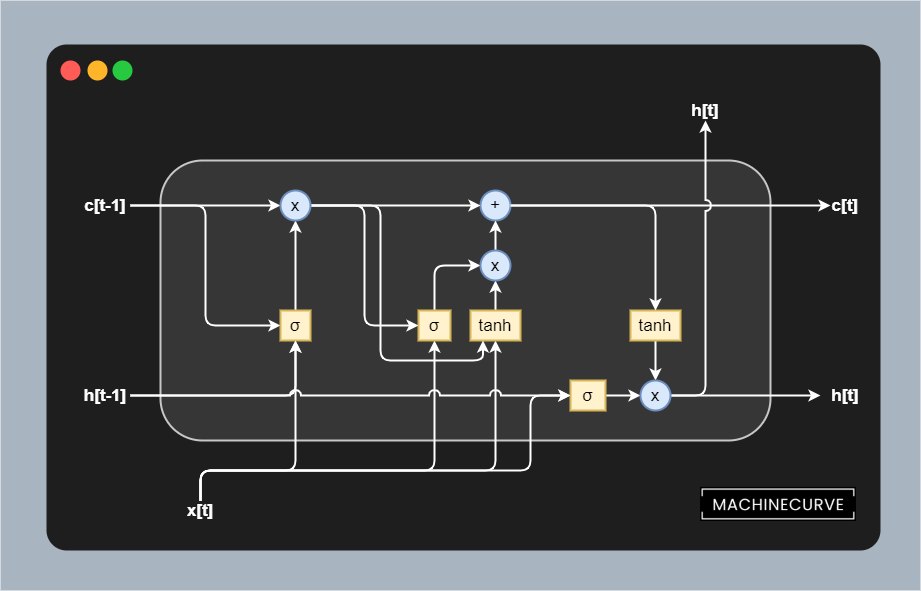 h[t]
c[t-1]
x
+
c[t]
x
σ
σ
tanh
tanh
h[t-1]
σ
x
h[t]
x[t]
MACHINECURVE